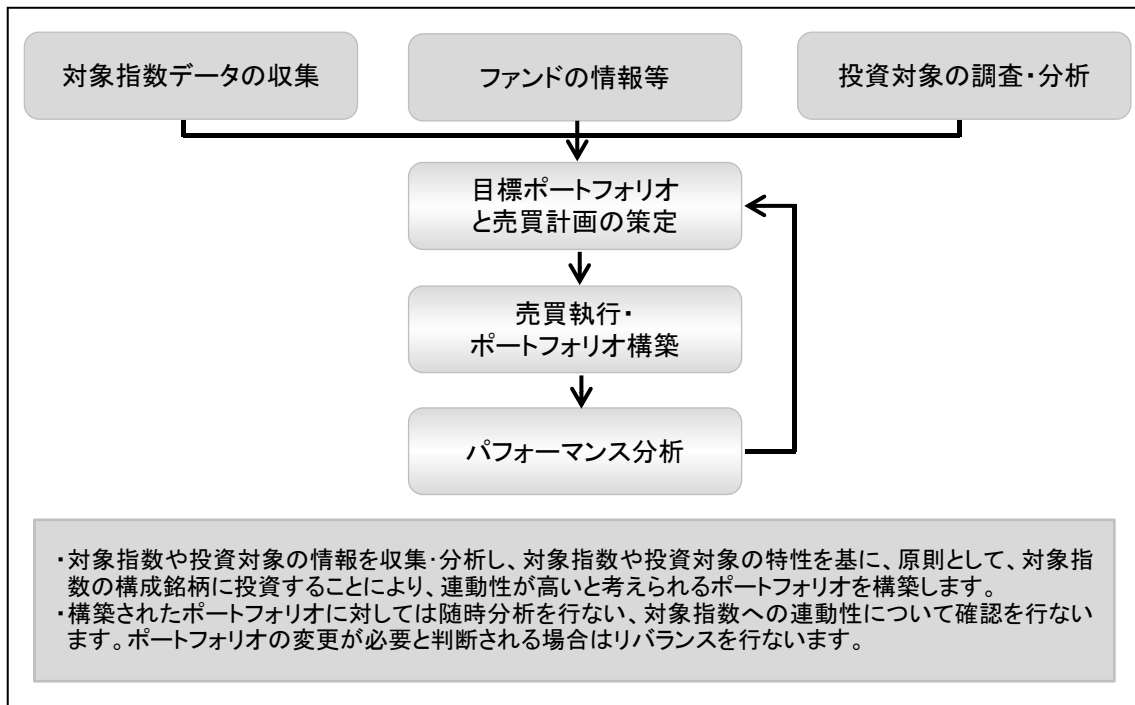 対象指数データの収集
ファンドの情報等
投資対象の調査・分析
目標ポートフォリオ
と売買計画の策定
売買執行・
ポートフォリオ構築
パフォーマンス分析
・対象指数や投資対象の情報を収集・分析し、対象指数や投資対象の特性を基に、原則として、対象指
数の構成銘柄に投資することにより、連動性が高いと考えられるポートフォリオを構築します。
・構築されたポートフォリオに対しては随時分析を行ない、対象指数への連動性について確認を行ない
ます。ポートフォリオの変更が必要と判断される場合はリバランスを行ないます。